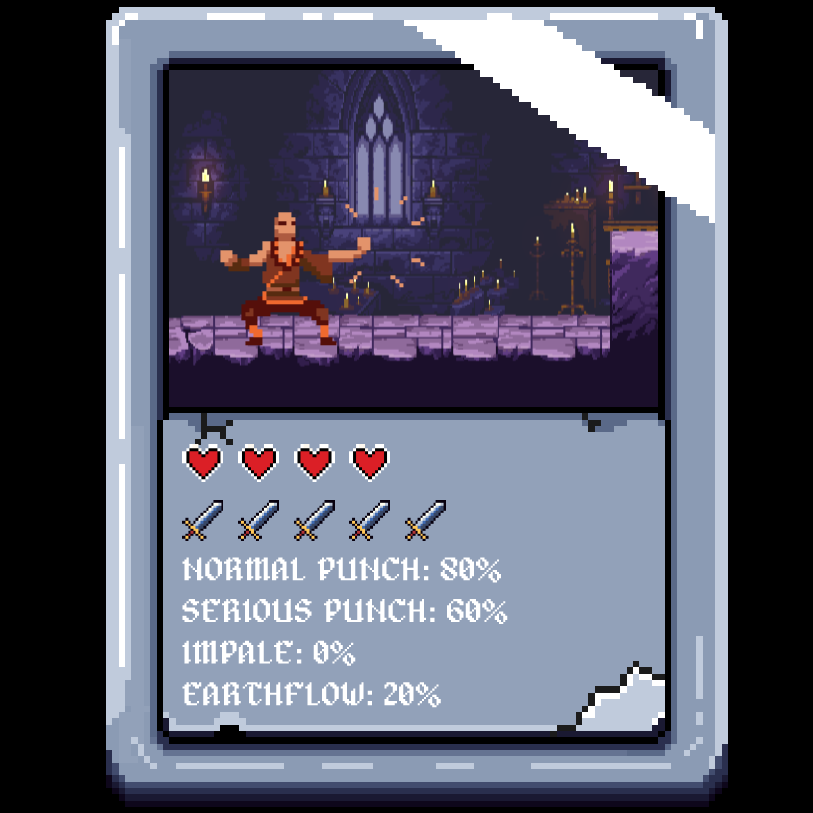 NORMAL PUNCH: 80%
SERIOUS PUNCH: 60%
IMPALE: 0%
EARTHFLOW: 20%